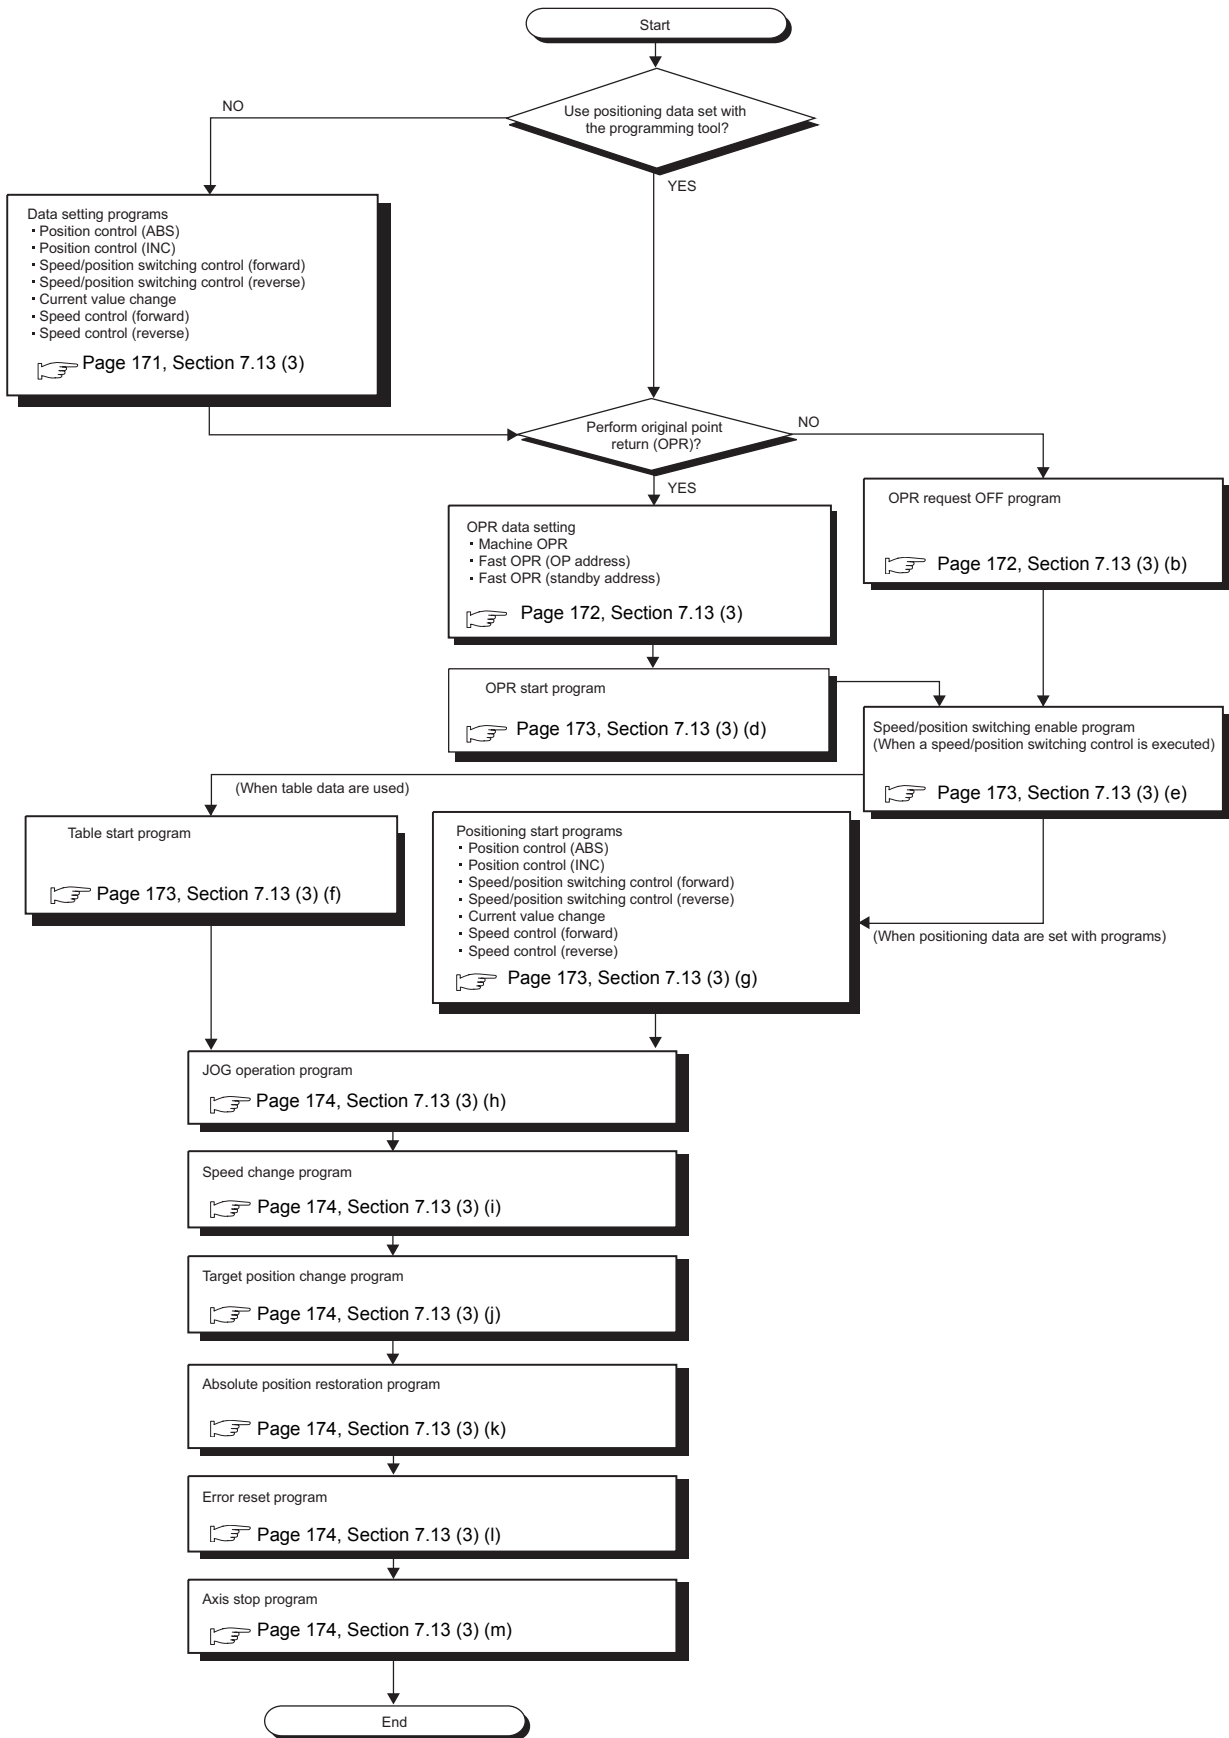 Start
Use positioning data set with
the programming tool?
NO
YES
Data setting programs
・Position control (ABS)
・Position control (INC)
・Speed/position switching control (forward)
・Speed/position switching control (reverse)
・Current value change
・Speed control (forward)
・Speed control (reverse)
Page 171, Section 7.13 (3)
Perform original point
return (OPR)?
NO
YES
OPR request OFF program
Page 172, Section 7.13 (3) (b)
OPR data setting
・Machine OPR
・Fast OPR (OP address)
・Fast OPR (standby address)
Page 172, Section 7.13 (3)
OPR start program
Page 173, Section 7.13 (3) (d)
Speed/position switching enable program
(When a speed/position switching control is executed)
Page 173, Section 7.13 (3) (e)
(When table data are used)
Table start program
Page 173, Section 7.13 (3) (f)
Positioning start programs
・Position control (ABS)
・Position control (INC)
・Speed/position switching control (forward)
・Speed/position switching control (reverse)
・Current value change
・Speed control (forward)
・Speed control (reverse)
Page 173, Section 7.13 (3) (g)
(When positioning data are set with programs)
JOG operation program
Page 174, Section 7.13 (3) (h)
Speed change program
Page 174, Section 7.13 (3) (i)
Target position change program
Page 174, Section 7.13 (3) (j)
Absolute position restoration program
Page 174, Section 7.13 (3) (k)
Error reset program
Page 174, Section 7.13 (3) (l)
Axis stop program
Page 174, Section 7.13 (3) (m)
End